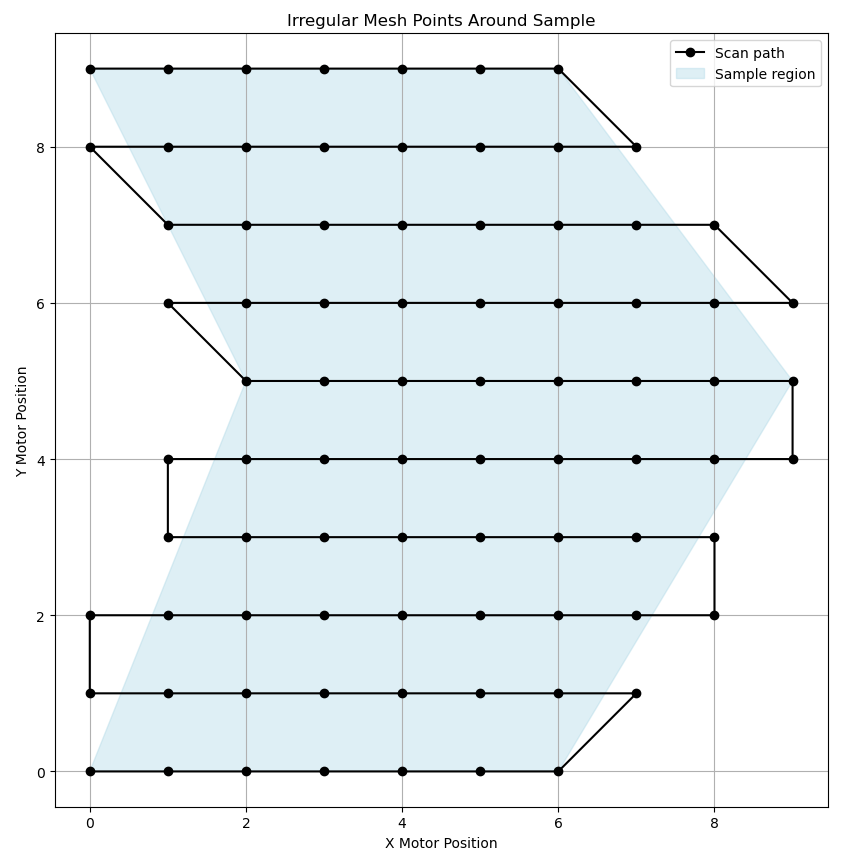 Irregular Mesh Points Around Sample
Scan path
Sample region
8
6
4
2
0
Y Motor Position
0 2 4 6 8
X Motor Position